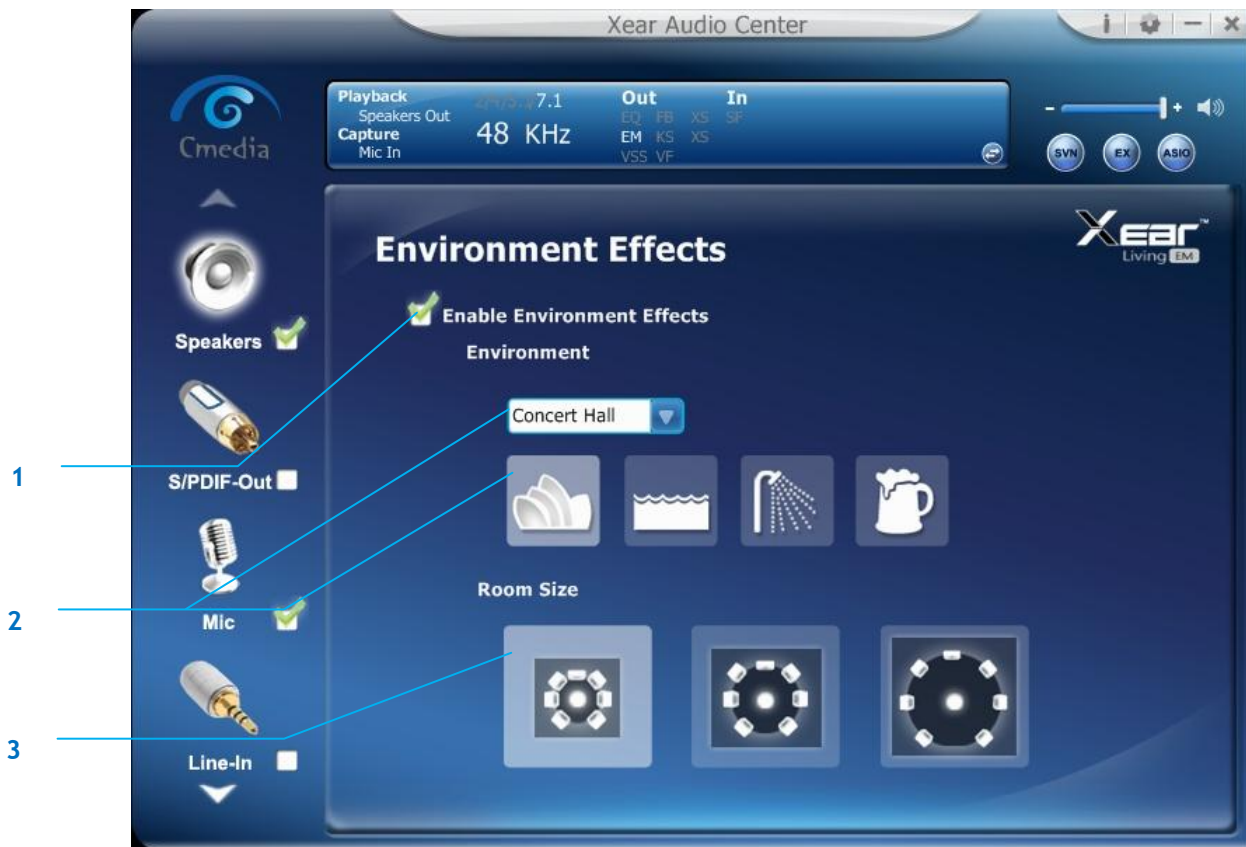 Xear Audio Center
i
Cmedia
Playback
Speakers Out
Capture
Mic In
7.1
48 KHz
Out In
EQ FB XS SF
EM KS XS
VSS VF
- +
SVN EX ASIO
Xear™
Living EM
Environment Effects
Enable Environment Effects
Environment
Concert Hall
Room Size
Speakers
S/PDIF-Out
Mic
Line-In
1
2
3